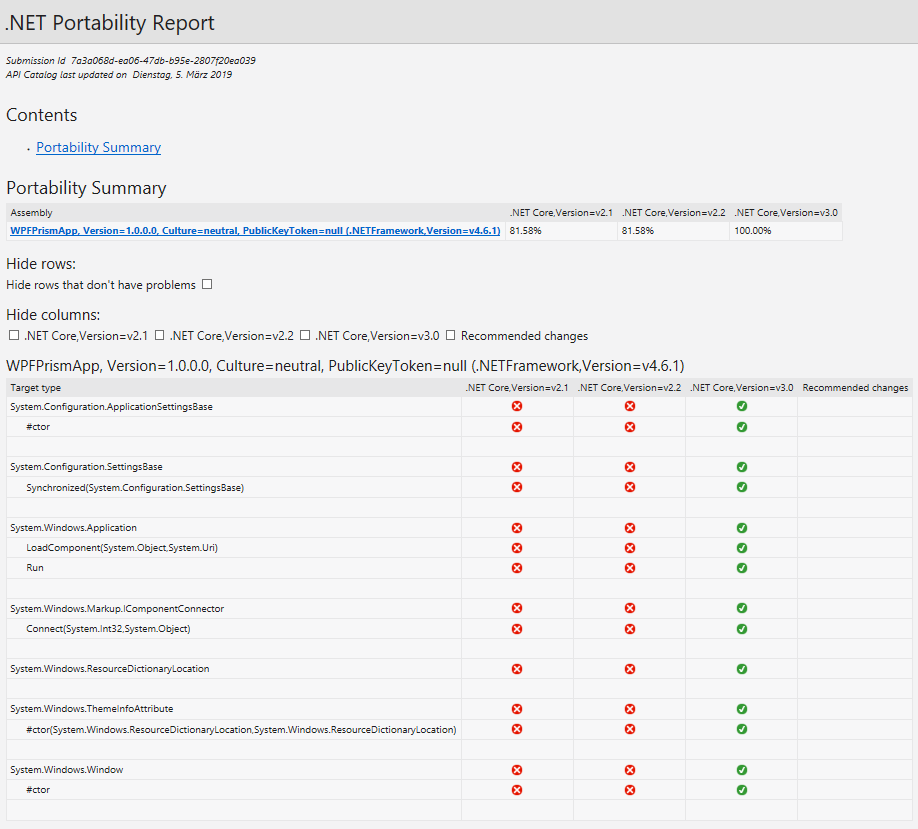 .NET Portability Report
Submission Id 7a3a068d-ea06-47db-b95e-2807f20ea039
API Catalog last updated on Dienstag, 5. März 2019
Contents
• Portability Summary
Portability Summary
Assembly .NET Core,Version=v2.1 .NET Core,Version=v2.2 .NET Core,Version=v3.0
WPFPrismApp, Version=1.0.0.0, Culture=neutral, PublicKeyToken=null (.NETFramework,Version=v4.6.1) 81.58% 81.58% 100.00%
Hide rows:
Hide rows that don't have problems
Hide columns:
.NET Core,Version=v2.1 .NET Core,Version=v2.2 .NET Core,Version=v3.0 Recommended changes
WPFPrismApp, Version=1.0.0.0, Culture=neutral, PublicKeyToken=null (.NETFramework,Version=v4.6.1)
Target type .NET Core,Version=v2.1 .NET Core,Version=v2.2 .NET Core,Version=v3.0 Recommended changes
System.Configuration.ApplicationSettingsBase
#ctor
System.Configuration.SettingsBase
Synchronized(System.Configuration.SettingsBase)
System.Windows.Application
LoadComponent(System.Object,System.Uri)
Run
System.Windows.Markup.IComponentConnector
Connect(System.Int32,System.Object)
System.Windows.ResourceDictionaryLocation
System.Windows.ThemeInfoAttribute
#ctor(System.Windows.ResourceDictionaryLocation,System.Windows.ResourceDictionaryLocation)
System.Windows.Window
#ctor